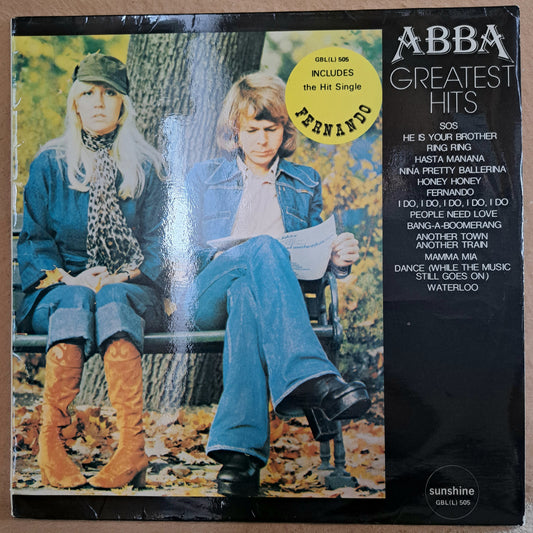 ABBA
GREATEST
HITS
GBL(L) 505
INCLUDES
the Hit Single
FERNANDO
SOS
HE IS YOUR BROTHER
RING RING
HASTA MANANA
NINA PRETTY BALLERINA
HONEY HONEY
FERNANDO
I DO, I DO, I DO, I DO, I DO
PEOPLE NEED LOVE
BANG-A-BOOMERANG
ANOTHER TOWN
ANOTHER TRAIN
MAMMA MIA
DANCE (WHILE THE MUSIC
STILL GOES ON)
WATERLOO
sunshine
GBL(L) 505